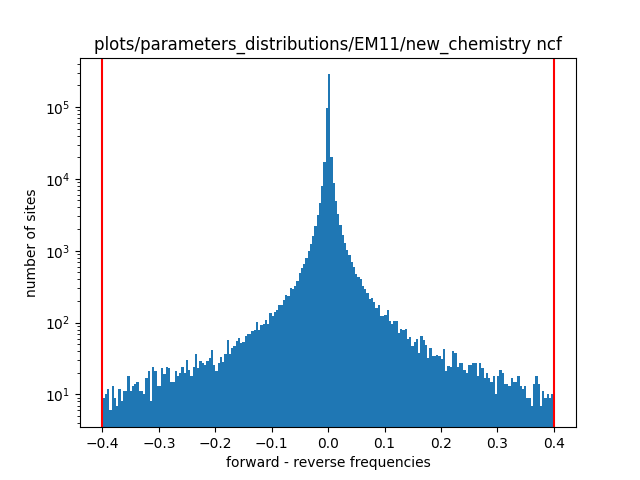 plots/parameters_distributions/EM11/new_chemistry ncf
number of sites
10⁵
10⁴
10³
10²
10¹
−0.4 −0.3 −0.2 −0.1 0.0 0.1 0.2 0.3 0.4
forward - reverse frequencies